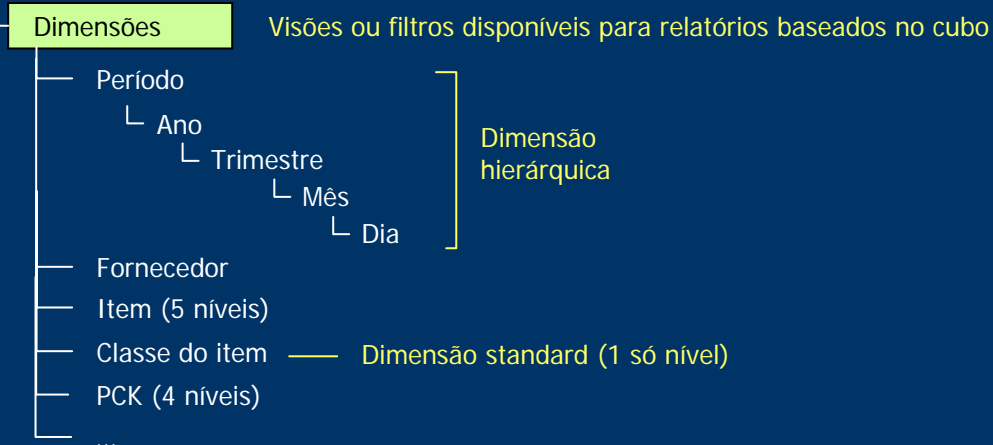 Dimensões Visões ou filtros disponíveis para relatórios baseados no cubo
Período
Ano
Dimensão
Trimestre
hierárquica
Mês
Dia
Fornecedor
Item (5 níveis)
Classe do item Dimensão standard (1 só nível)
PCK (4 níveis)
...